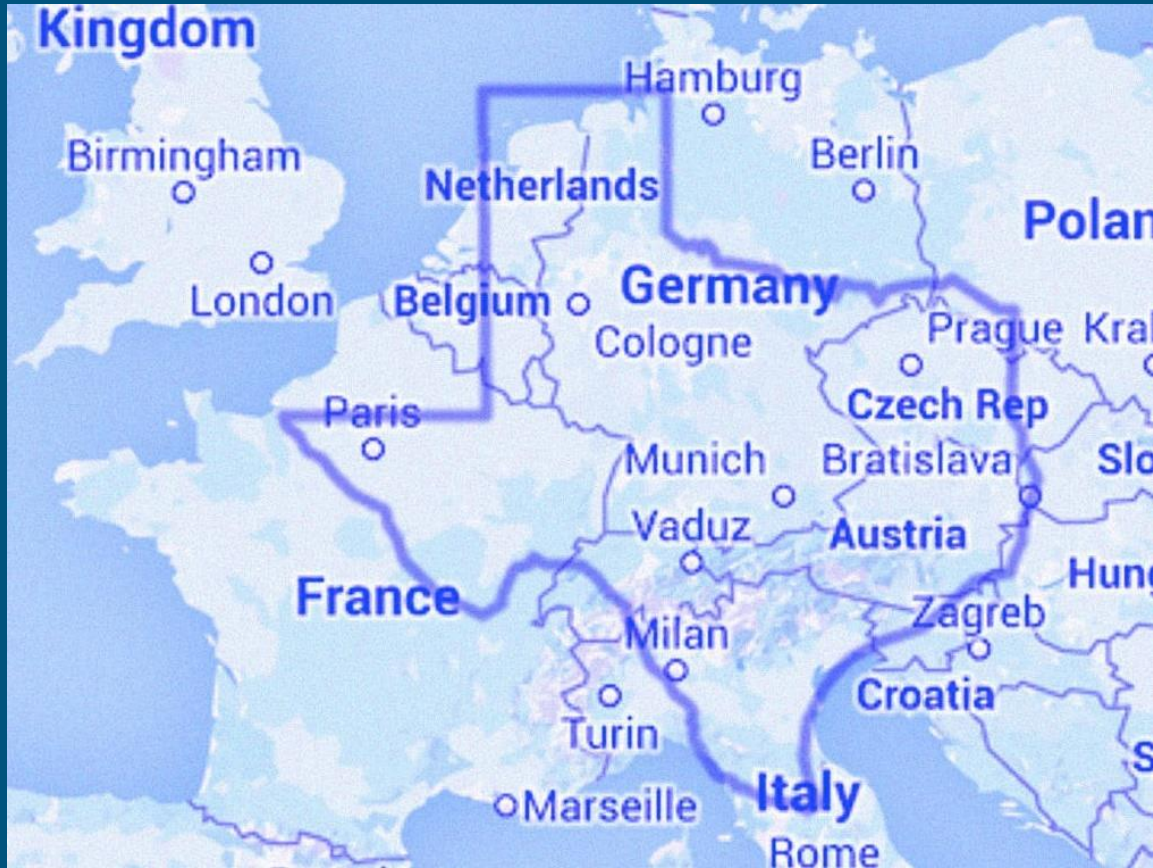 Kingdom
Hamburg
Birmingham
Berlin
Netherlands
Polan
London
Belgium
Germany
Cologne
Prague
Kral
Paris
Czech Rep
Munich
Bratislava
Slo
Vaduz
Austria
France
Hung
Zagreb
Milan
Croatia
Turin
S
Italy
Marseille
Rome